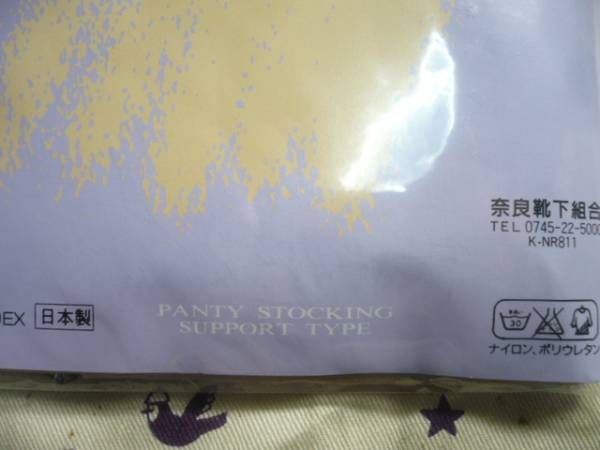 奈良靴下組合
TEL 0745-22-5000
K-NR811
EX 日本製
PANTY STOCKING
SUPPORT TYPE
30
ナイロン、ポリウレタン